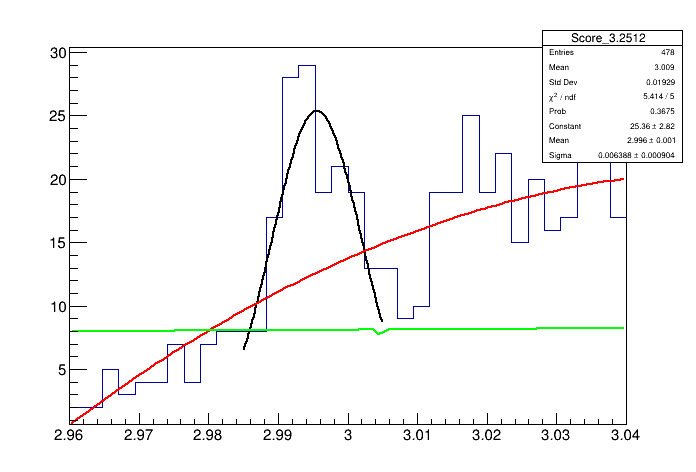 Score_3.2512
Entries 478
Mean 3.009
Std Dev 0.01929
χ² / ndf 5.414 / 5
Prob 0.3675
Constant 25.36 ± 2.82
Mean 2.996 ± 0.001
Sigma 0.006388 ± 0.000904
30
25
20
15
10
5
2.96 2.97 2.98 2.99 3 3.01 3.02 3.03 3.04